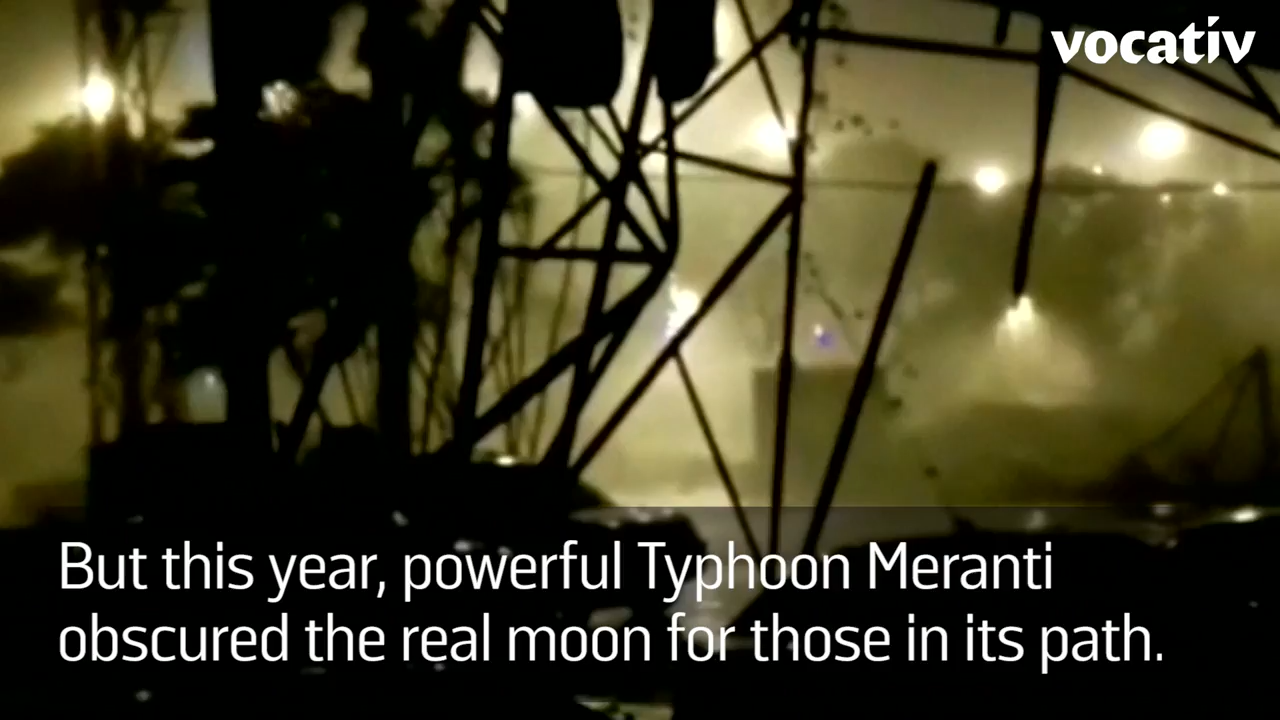 vocativ
But this year, powerful Typhoon Meranti
obscured the real moon for those in its path.